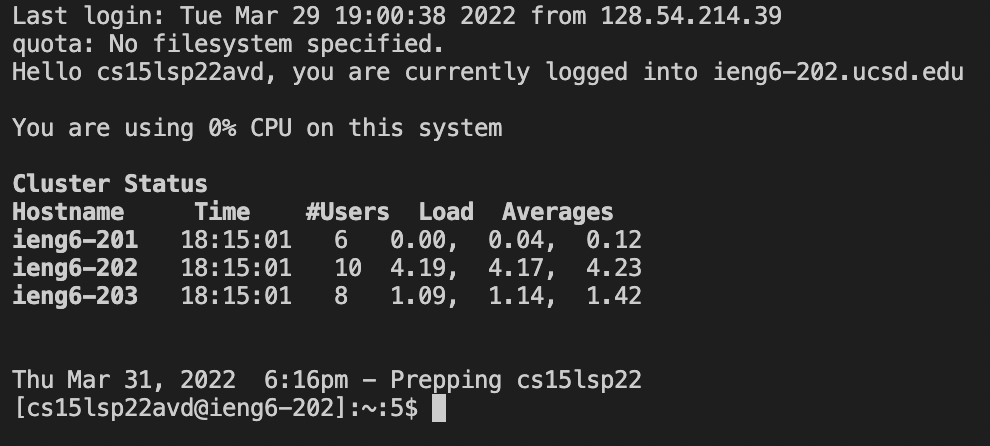 Last login: Tue Mar 29 19:00:38 2022 from 128.54.214.39
quota: No filesystem specified.
Hello cs15lsp22avd, you are currently logged into ieng6-202.ucsd.edu
You are using 0% CPU on this system
Cluster Status
Hostname     Time    #Users  Load  Averages
ieng6-201   18:15:01   6   0.00,  0.04,  0.12
ieng6-202   18:15:01   10  4.19,  4.17,  4.23
ieng6-203   18:15:01   8   1.09,  1.14,  1.42
Thu Mar 31, 2022  6:16pm - Prepping cs15lsp22
[cs15lsp22avd@ieng6-202]:~:5$